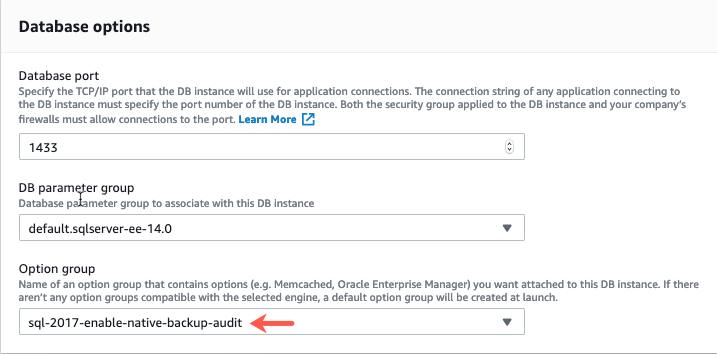 Database options
Database port
Specify the TCP/IP port that the DB instance will use for application connections. The connection string of any application connecting to
the DB instance must specify the port number of the DB instance. Both the security group applied to the DB instance and your company's
firewalls must allow connections to the port. Learn More
1433
DB parameter group
Database parameter group to associate with this DB instance
default.sqlserver-ee-14.0
Option group
Name of an option group that contains options (e.g. Memcached, Oracle Enterprise Manager) you want attached to this DB instance. If there
aren't any option groups compatible with the selected engine, a default option group will be created at launch.
sql-2017-enable-native-backup-audit